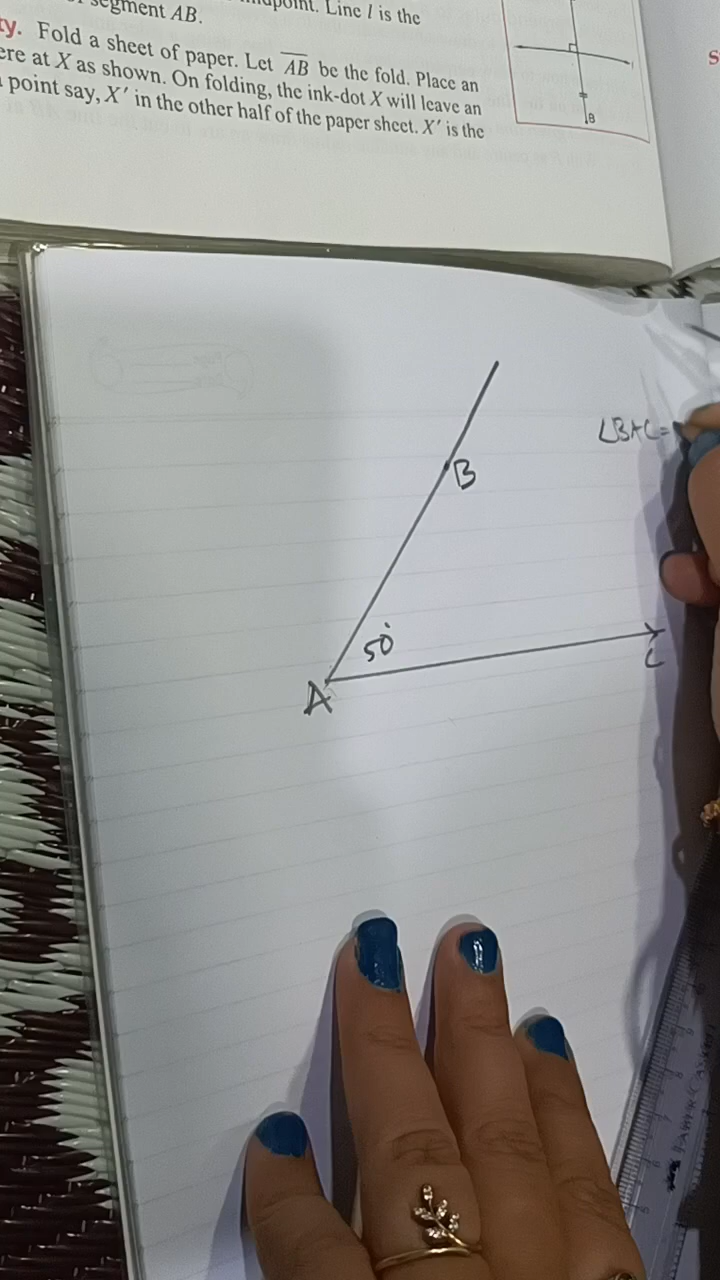 segment AB.
midpoint. Line l is the
ty. Fold a sheet of paper. Let AB be the fold. Place an
ere at X as shown. On folding, the ink-dot X will leave an
point say, X′ in the other half of the paper sheet. X′ is the
B
S
∠BAC=
B
50°
C
A